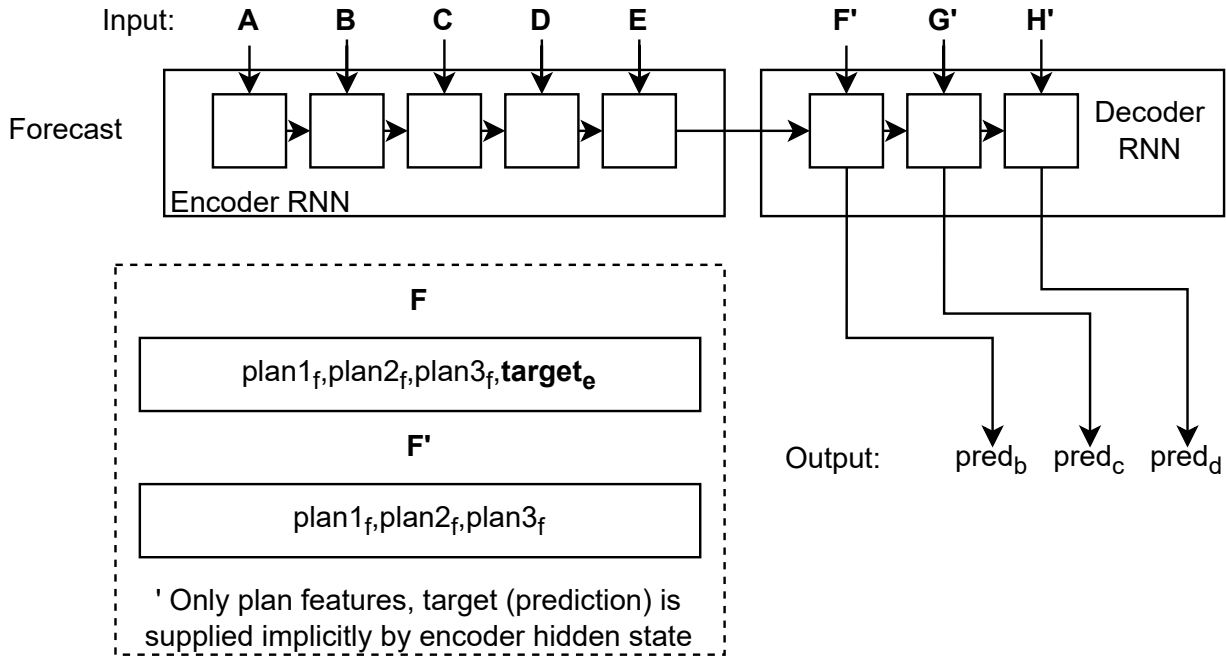 Input: A B C D E F' G' H'
Forecast
Encoder RNN
Decoder
RNN
F
plan1f,plan2f,plan3f,targete
F'
plan1f,plan2f,plan3f
' Only plan features, target (prediction) is
supplied implicitly by encoder hidden state
Output: predb predc predd